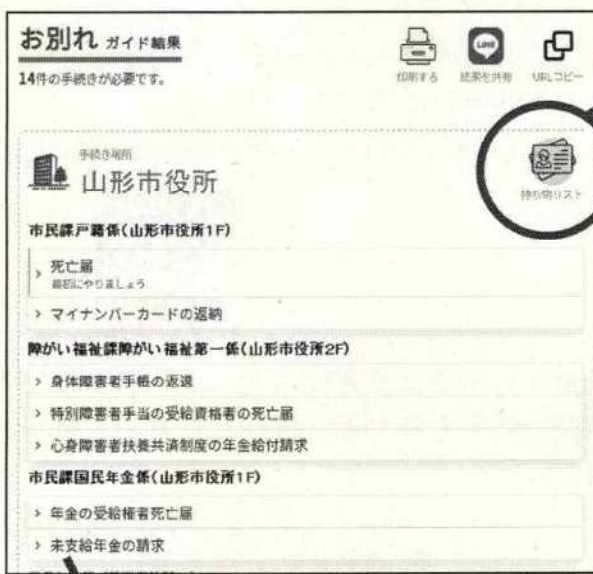 お別れ ガイド結果
14件の手続きが必要です。
印刷する
結果を共有
URLコピー
LINE
手続き場所
山形市役所
持ち物リスト
市民課戸籍係(山形市役所1F)
› 死亡届
最初にやりましょう
› マイナンバーカードの返納
障がい福祉課障がい福祉第一係(山形市役所2F)
› 身体障害者手帳の返還
› 特別障害者手当の受給資格者の死亡届
› 心身障害者扶養共済制度の年金給付請求
市民課国民年金係(山形市役所1F)
› 年金の受給権者死亡届
› 未支給年金の請求